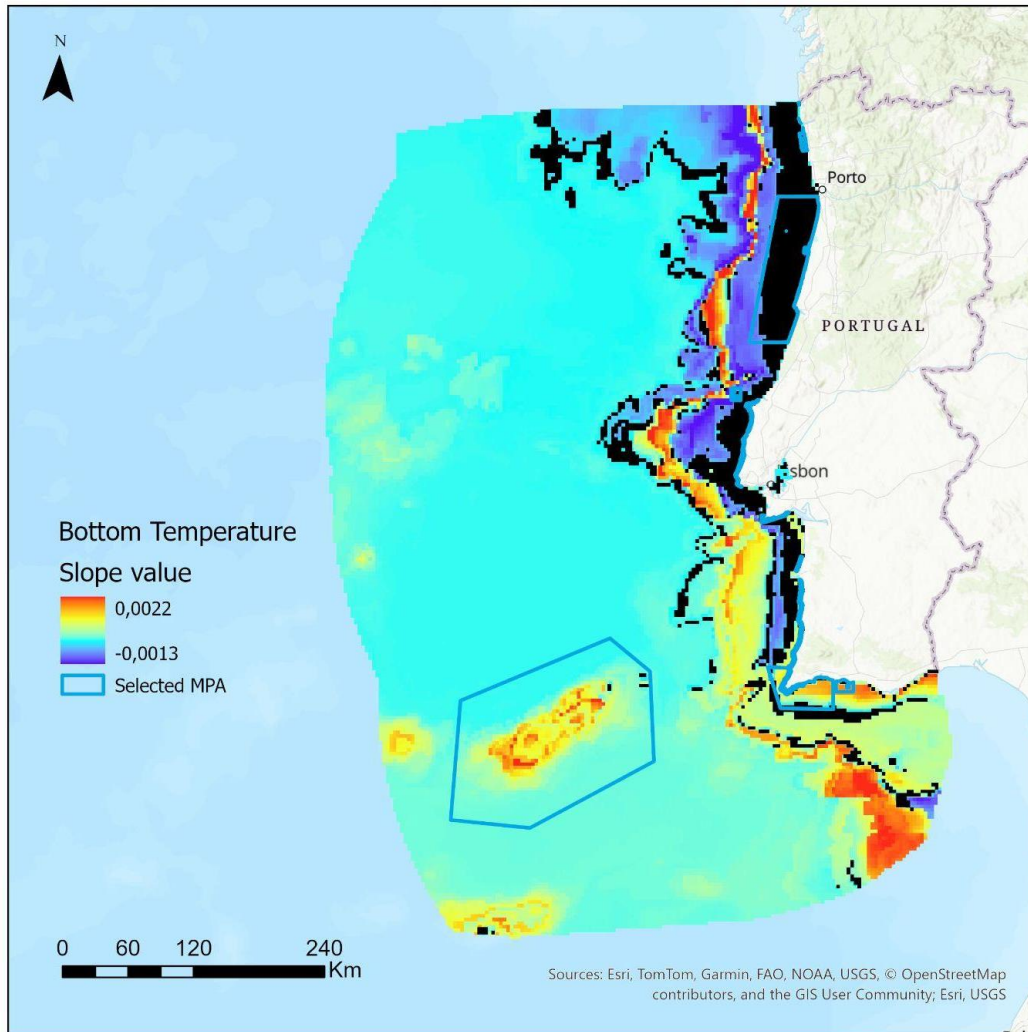 N
Porto
PORTUGAL
sbon
Bottom Temperature
Slope value
0,0022
-0,0013
Selected MPA
0 60 120 240
Km
Sources: Esri, TomTom, Garmin, FAO, NOAA, USGS, © OpenStreetMap
contributors, and the GIS User Community; Esri, USGS